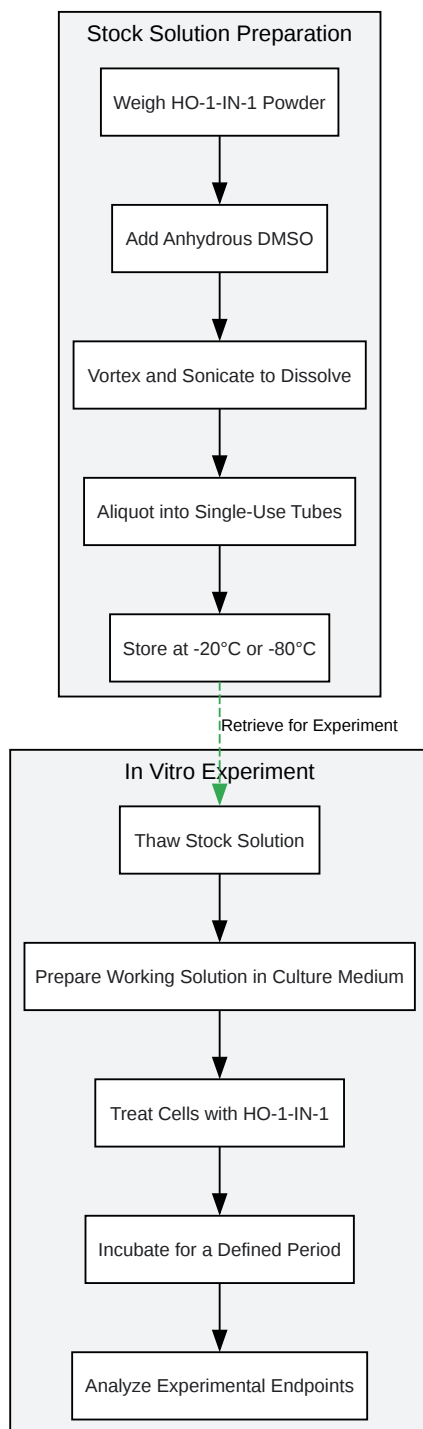 Stock Solution Preparation
Weigh HO-1-IN-1 Powder
Add Anhydrous DMSO
Vortex and Sonicate to Dissolve
Aliquot into Single-Use Tubes
Store at -20°C or -80°C
Retrieve for Experiment
In Vitro Experiment
Thaw Stock Solution
Prepare Working Solution in Culture Medium
Treat Cells with HO-1-IN-1
Incubate for a Defined Period
Analyze Experimental Endpoints